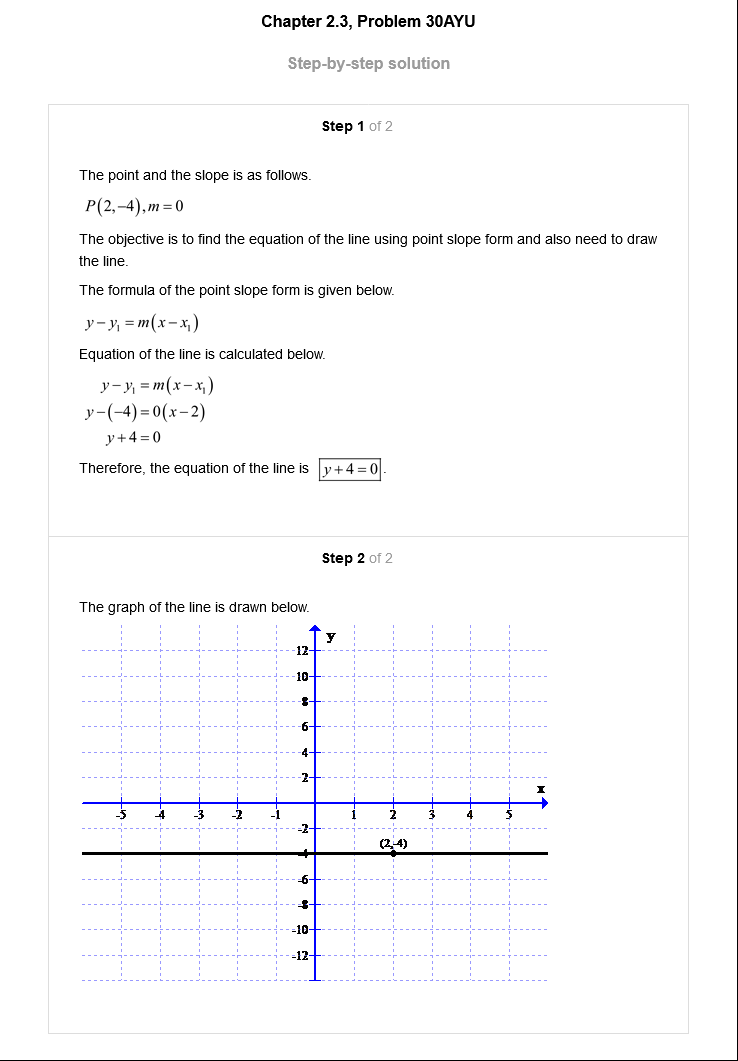 Chapter 2.3, Problem 30AYU
Step-by-step solution
Step 1 of 2
The point and the slope is as follows.
P(2,−4), m = 0
The objective is to find the equation of the line using point slope form and also need to draw
the line.
The formula of the point slope form is given below.
y − y₁ = m(x − x₁)
Equation of the line is calculated below.
y − y₁ = m(x − x₁)
y − (−4) = 0(x − 2)
y + 4 = 0
Therefore, the equation of the line is y + 4 = 0.
Step 2 of 2
The graph of the line is drawn below.
y
12
10
8
6
4
2
x
-5 -4 -3 -2 -1 1 2 3 4 5
-2
(2,-4)
-4
-6
-8
-10
-12